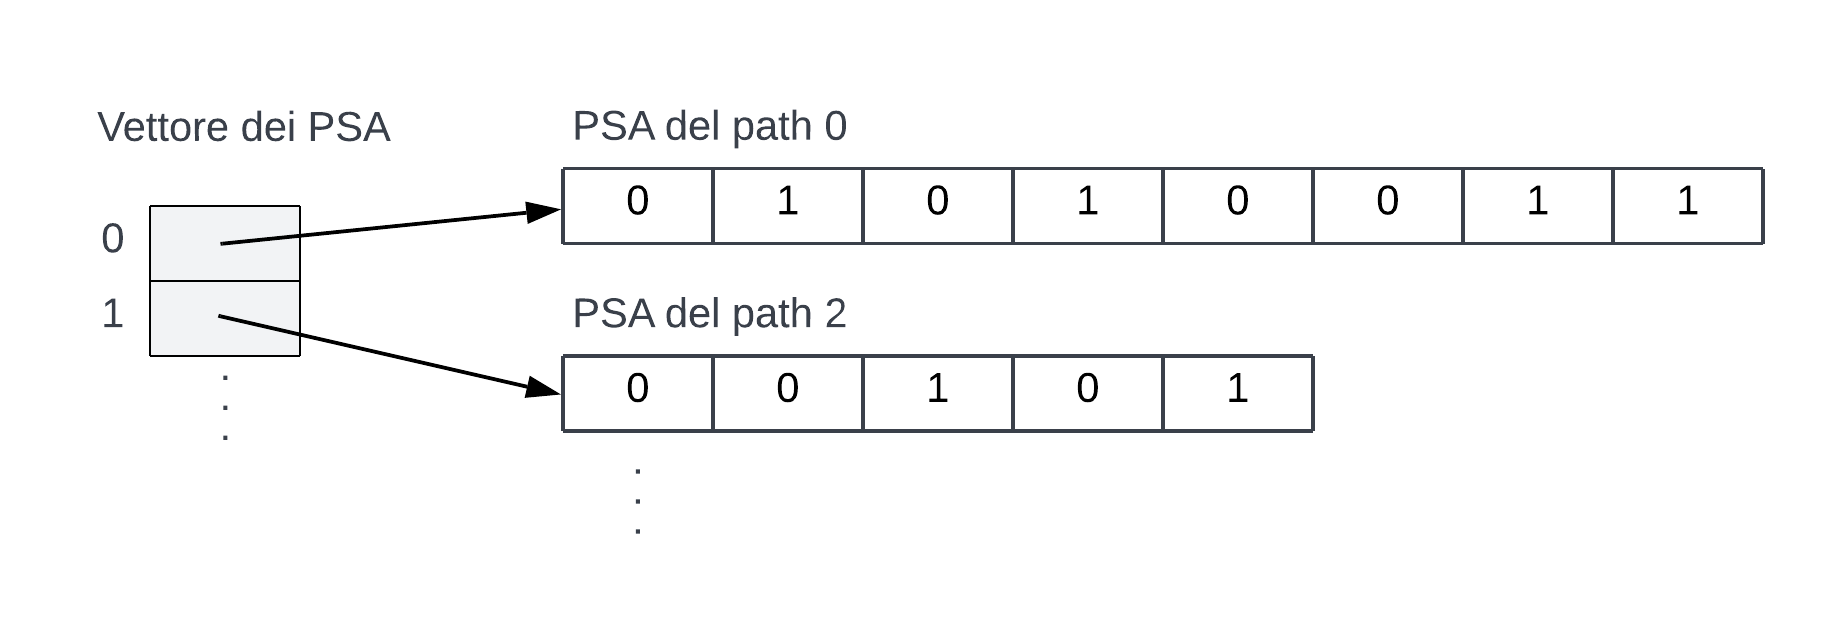 Vettore dei PSA
PSA del path 0
0 1 0 1 0 0 1 1
0
1
PSA del path 2
0 0 1 0 1
.
.
.
.
.
.